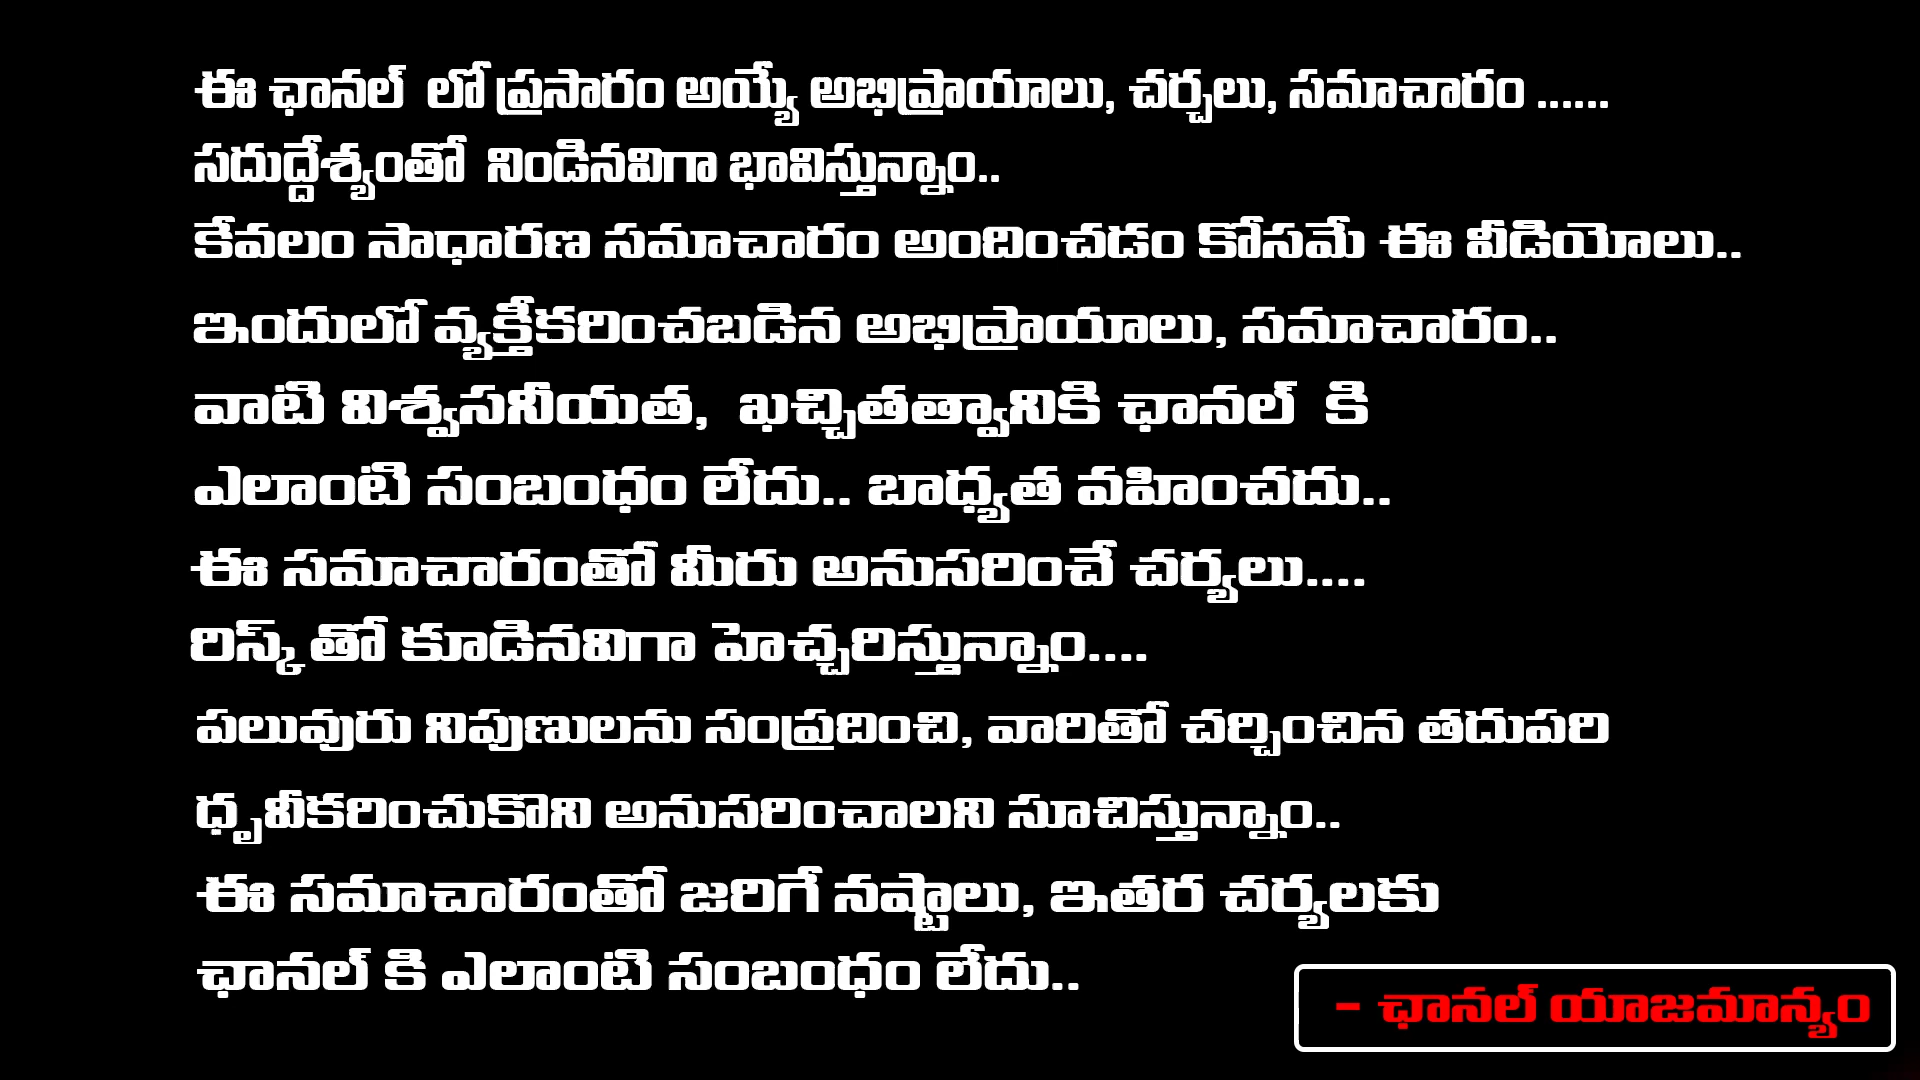 ఈ ఛానల్ లో ప్రసారం అయ్యే అభిప్రాయాలు, చర్చలు, సమాచారం ......
సదుద్దేశ్యంతో నిండినవిగా భావిస్తున్నాం..
కేవలం సాధారణ సమాచారం అందించడం కోసమే ఈ వీడియోలు..
ఇందులో వ్యక్తీకరించబడిన అభిప్రాయాలు, సమాచారం..
వాటి విశ్వసనీయత, ఖచ్చితత్వానికి ఛానల్ కి
ఎలాంటి సంబంధం లేదు.. బాధ్యత వహించదు..
ఈ సమాచారంతో మీరు అనుసరించే చర్యలు....
రిస్క్ తో కూడినవిగా హెచ్చరిస్తున్నాం....
పలువురు నిపుణులను సంప్రదించి, వారితో చర్చించిన తదుపరి
ధృవీకరించుకొని అనుసరించాలని సూచిస్తున్నాం..
ఈ సమాచారంతో జరిగే నష్టాలు, ఇతర చర్యలకు
ఛానల్ కి ఎలాంటి సంబంధం లేదు..
- ఛానల్ యాజమాన్యం